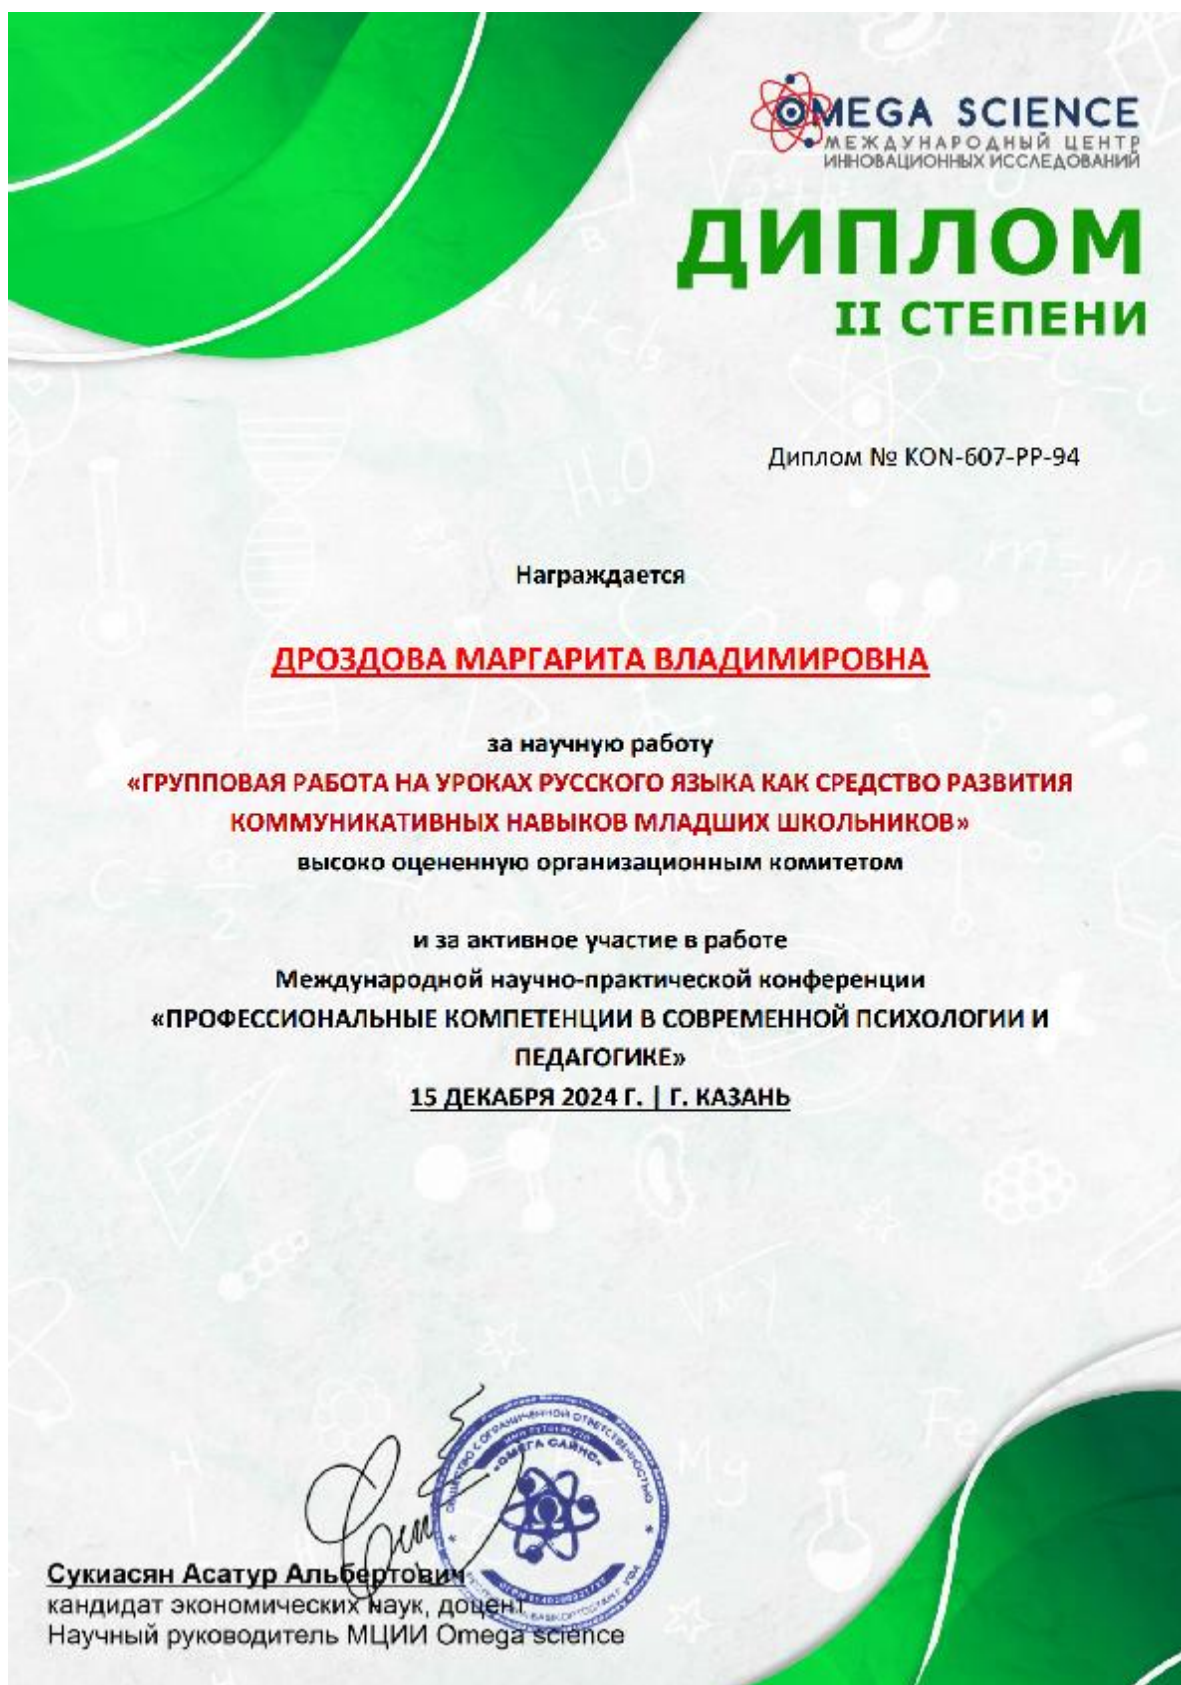 OMEGA SCIENCE
МЕЖДУНАРОДНЫЙ ЦЕНТР
ИННОВАЦИОННЫХ ИССЛЕДОВАНИЙ
ДИПЛОМ
II СТЕПЕНИ
Диплом № KON-607-PP-94
Награждается
ДРОЗДОВА МАРГАРИТА ВЛАДИМИРОВНА
за научную работу
«ГРУППОВАЯ РАБОТА НА УРОКАХ РУССКОГО ЯЗЫКА КАК СРЕДСТВО РАЗВИТИЯ
КОММУНИКАТИВНЫХ НАВЫКОВ МЛАДШИХ ШКОЛЬНИКОВ»
высоко оцененную организационным комитетом
и за активное участие в работе
Международной научно-практической конференции
«ПРОФЕССИОНАЛЬНЫЕ КОМПЕТЕНЦИИ В СОВРЕМЕННОЙ ПСИХОЛОГИИ И
ПЕДАГОГИКЕ»
15 ДЕКАБРЯ 2024 Г. | Г. КАЗАНЬ
ОБЩЕСТВО С ОГРАНИЧЕННОЙ ОТВЕТСТВЕННОСТЬЮ
«ОМЕГА САЙНС»
Сукиасян Асатур Альбертович
кандидат экономических наук, доцент
Научный руководитель МЦИИ Omega science